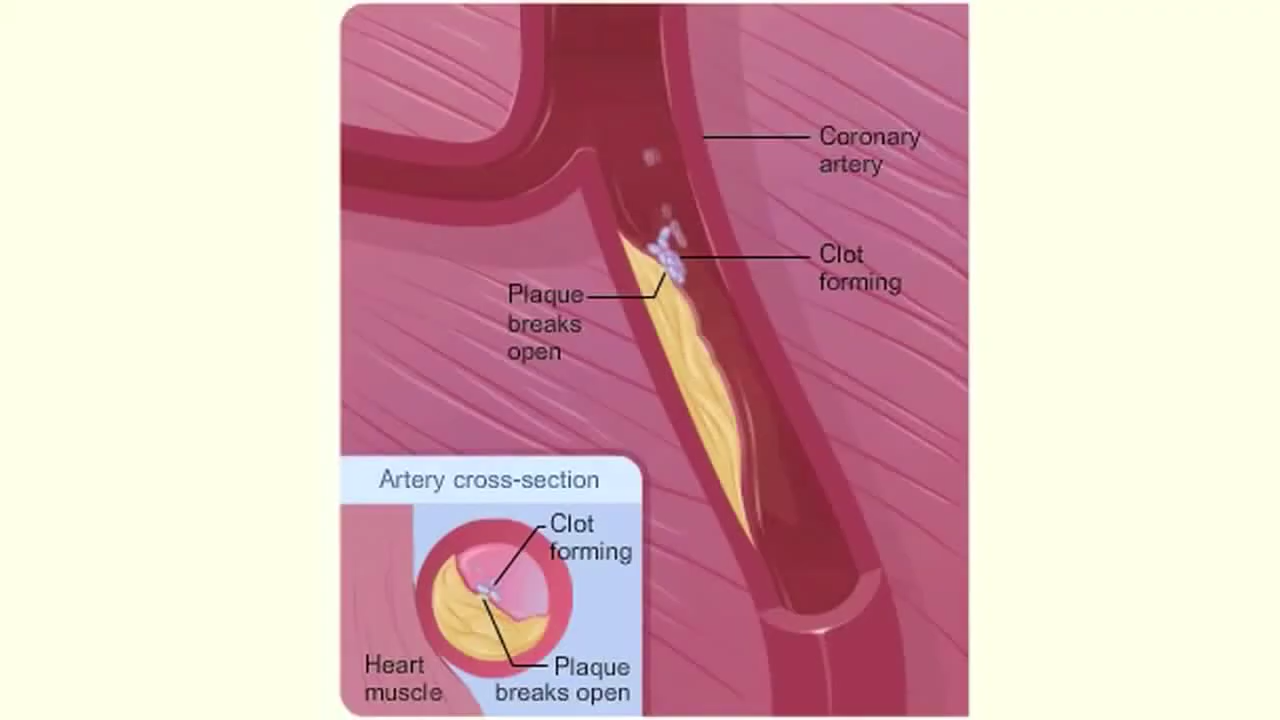 Coronary
artery
Clot
forming
Plaque
breaks
open
Artery cross-section
Clot
forming
Heart
muscle
Plaque
breaks open